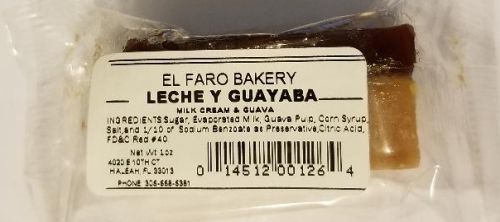 EL FARO BAKERY
LECHE Y GUAYABA
MILK CREAM & GUAVA
INGREDIENTS:Sugar, Evaporated Milk, Guava Pulp, Corn Syrup,
Salt,and 1/10 of Sodium Benzoate as Preservative,Citric Acid,
FD&C Red #40.
Net Wt 1oz
4020 E 10TH CT
HIALEAH, FL 33013
PHONE: 305-558-5351
0 14512 00126 4